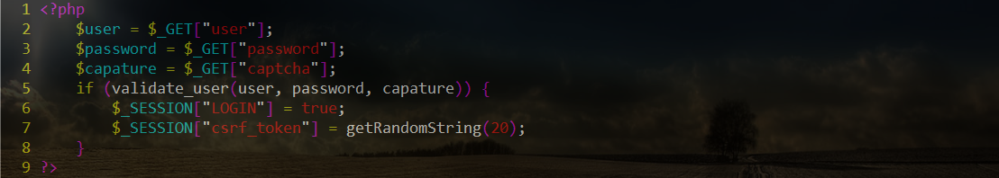 1 <?php
2 $user = $_GET["user"];
3 $password = $_GET["password"];
4 $capature = $_GET["captcha"];
5 if (validate_user(user, password, capature)) {
6 $_SESSION["LOGIN"] = true;
7 $_SESSION["csrf_token"] = getRandomString(20);
8 }
9 ?>